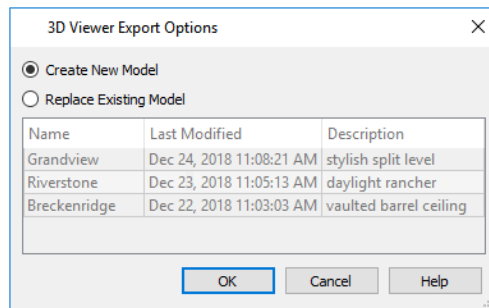 3D Viewer Export Options
Create New Model
Replace Existing Model
Name Last Modified Description
Grandview Dec 24, 2018 11:08:21 AM stylish split level
Riverstone Dec 23, 2018 11:05:13 AM daylight rancher
Breckenridge Dec 22, 2018 11:03:03 AM vaulted barrel ceiling
OK Cancel Help